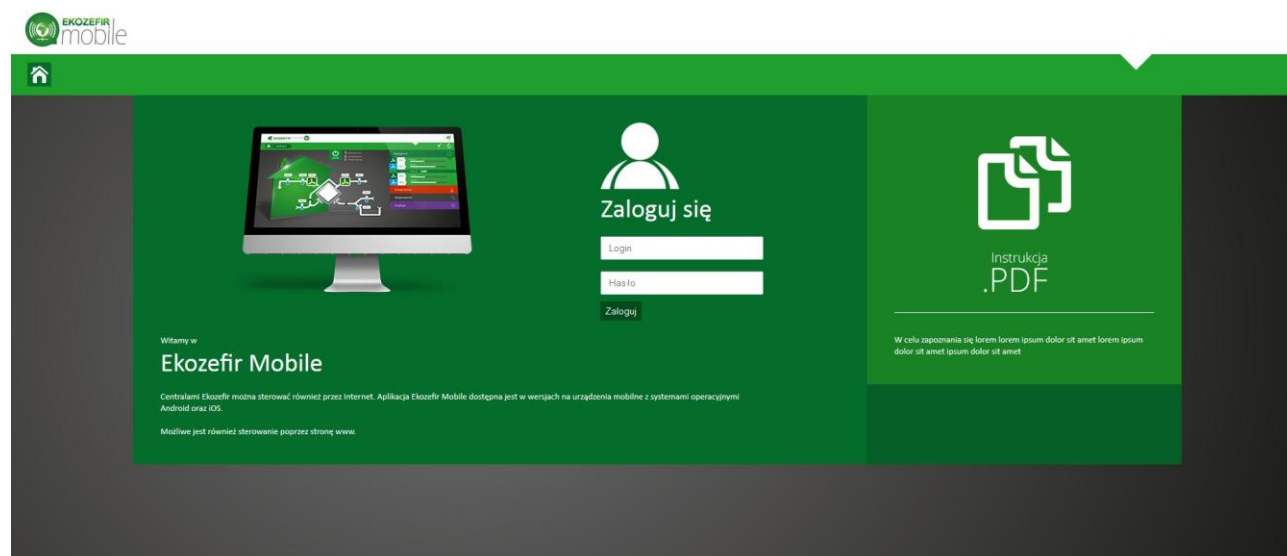 EKOZEFIR
mobile
Zaloguj się
Login
Hasło
Zaloguj
Witamy w
Ekozefir Mobile
Centralami Ekozefir można sterować również przez Internet. Aplikacja Ekozefir Mobile dostępna jest w wersjach na urządzenia mobilne z systemami operacyjnymi
Android oraz iOS.
Możliwe jest również sterowanie poprzez stronę www.
Instrukcja
.PDF
W celu zapoznania się lorem lorem ipsum dolor sit amet lorem ipsum
dolor sit amet ipsum dolor sit amet